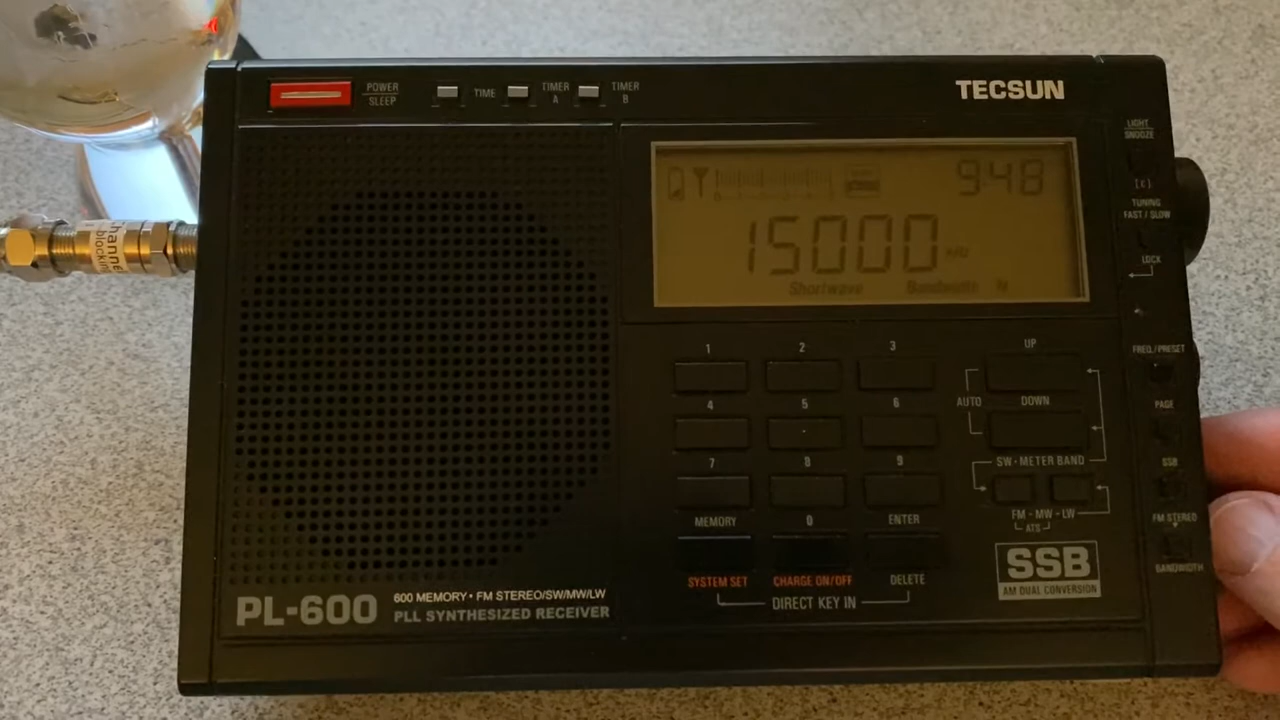 POWER
SLEEP
TIME
TIMER
A
TIMER
B
TECSUN
LIGHT
SNOOZE
9:48
15000
kHz
Shortwave Bandwidth N
TUNING
FAST / SLOW
LOCK
FREQ./PRESET
PAGE
SSB
FM STEREO
BANDWIDTH
1 2 3
4 5 6
7 8 9
MEMORY 0 ENTER
SYSTEM SET CHARGE ON/OFF DELETE
DIRECT KEY IN
UP
AUTO DOWN
SW - METER BAND
FM - MW - LW
ATS
SSB
AM DUAL CONVERSION
PL-600
600 MEMORY • FM STEREO/SW/MW/LW
PLL SYNTHESIZED RECEIVER